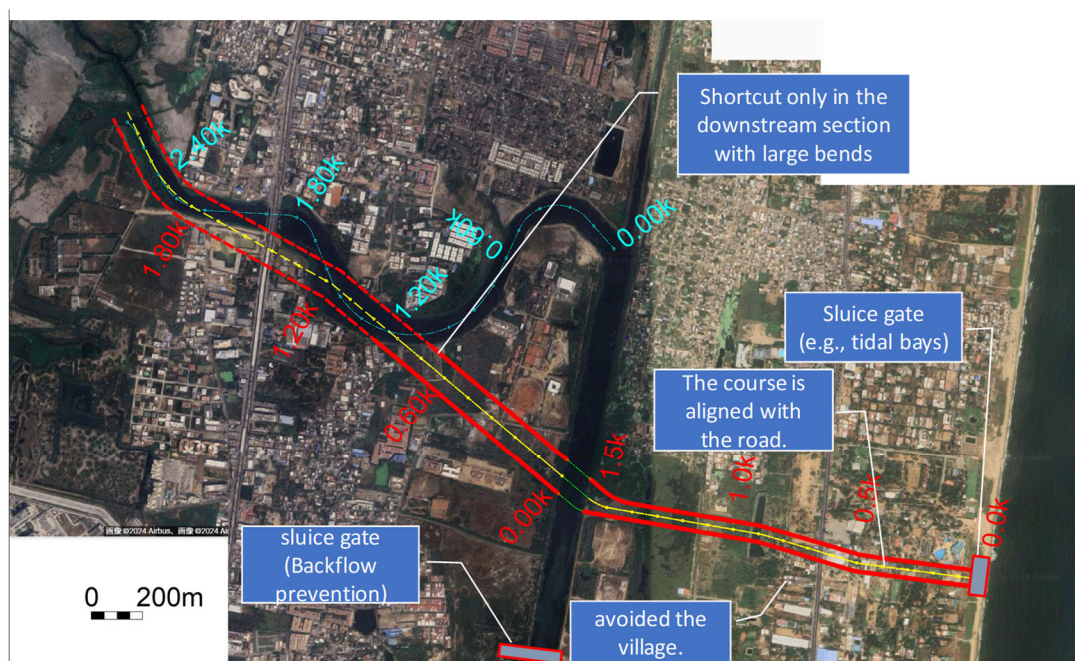 Shortcut only in the
downstream section
with large bends
2.40k
1.80k
0.60k
0.00k
1.20k
1.80k
1.20k
0.60k
0.00k
Sluice gate
(e.g., tidal bays)
The course is
aligned with
the road.
1.5k
1.0k
0.5k
0.0k
画像 ©2024 Airbus、画像 ©2024 Airbus
sluice gate
(Backflow
prevention)
avoided the
village.
0 200m